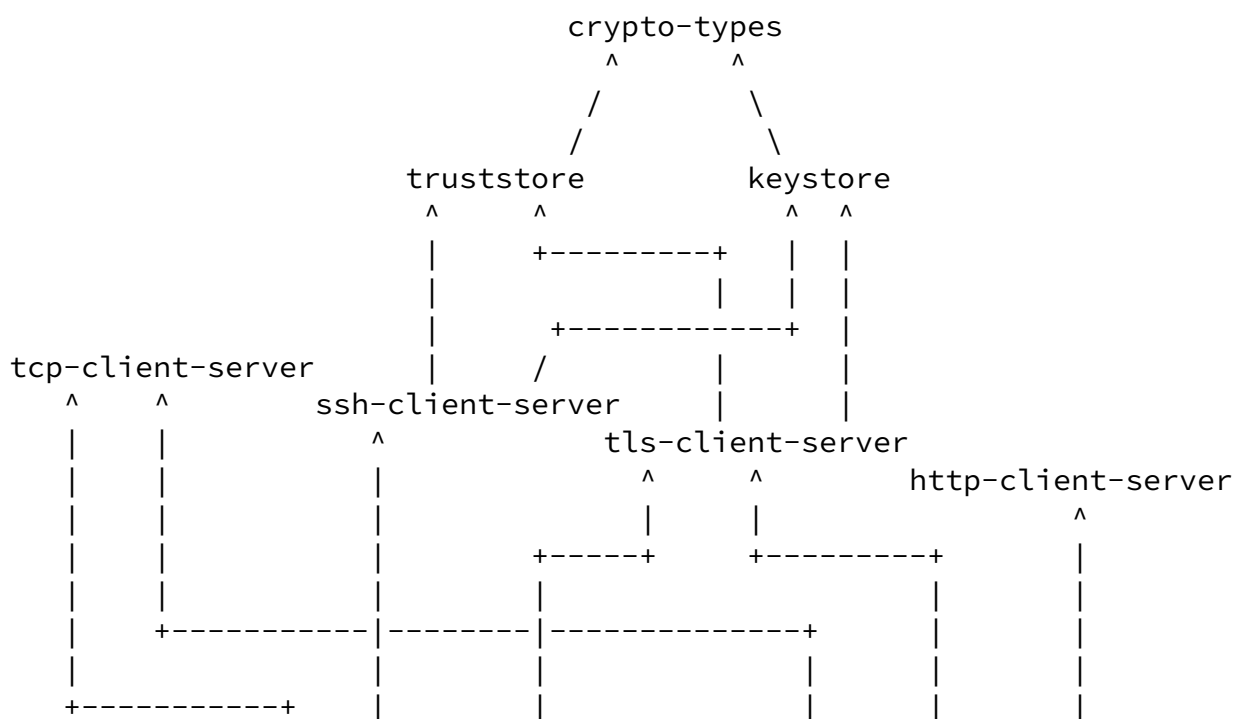 crypto-types
^ ^
/ \
/ \
truststore keystore
^ ^ ^ ^
| +---------+ | |
| | | |
| +------------+ |
tcp-client-server | / | |
^ ^ ssh-client-server | |
| | ^ tls-client-server
| | | ^ ^ http-client-server
| | | | | ^
| | | +-----+ +---------+ |
| | | | | |
| +-----------|--------|--------------+ | |
| | | | | |
+-----------+ | | | | |